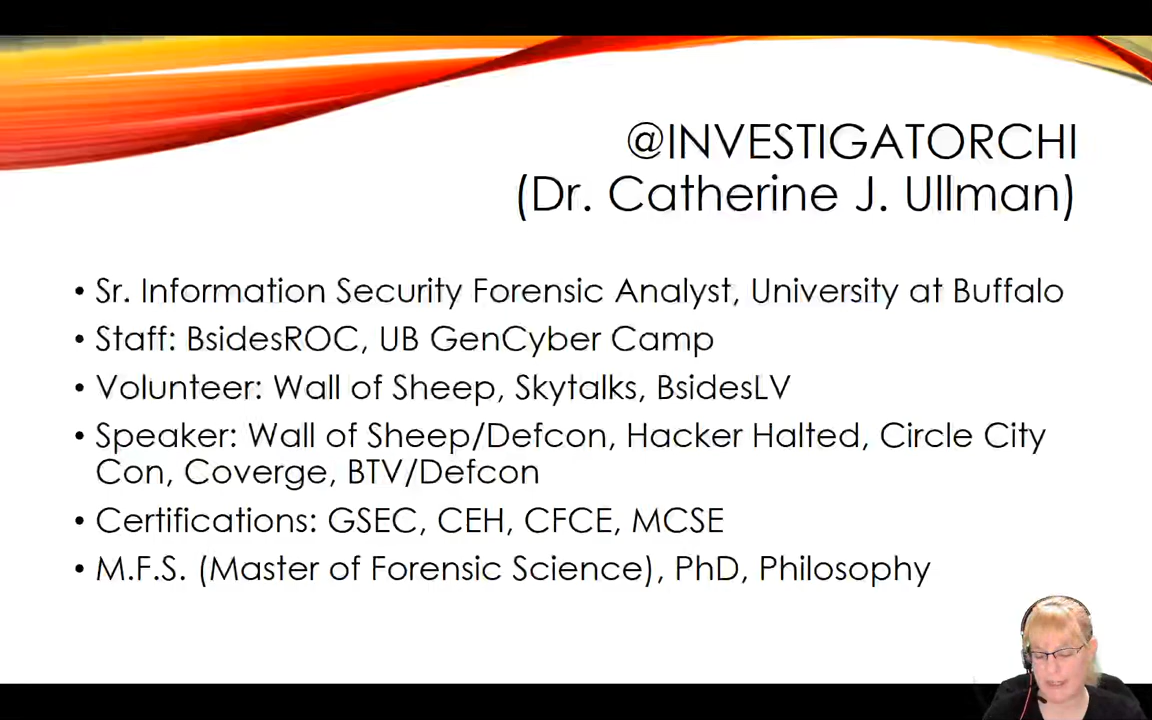 @INVESTIGATORCHI
(Dr. Catherine J. Ullman)
• Sr. Information Security Forensic Analyst, University at Buffalo
• Staff: BsidesROC, UB GenCyber Camp
• Volunteer: Wall of Sheep, Skytalks, BsidesLV
• Speaker: Wall of Sheep/Defcon, Hacker Halted, Circle City
Con, Coverge, BTV/Defcon
• Certifications: GSEC, CEH, CFCE, MCSE
• M.F.S. (Master of Forensic Science), PhD, Philosophy